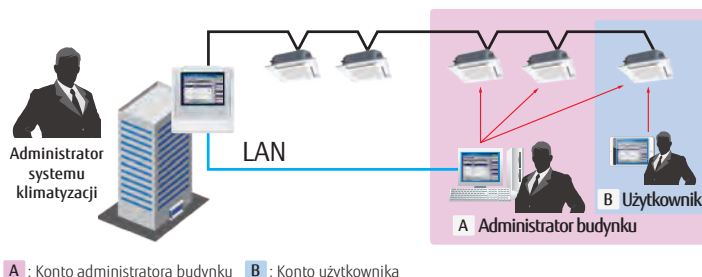 Administrator
systemu
klimatyzacji
LAN
A Administrator budynku
B Użytkownik
A : Konto administratora budynku B : Konto użytkownika